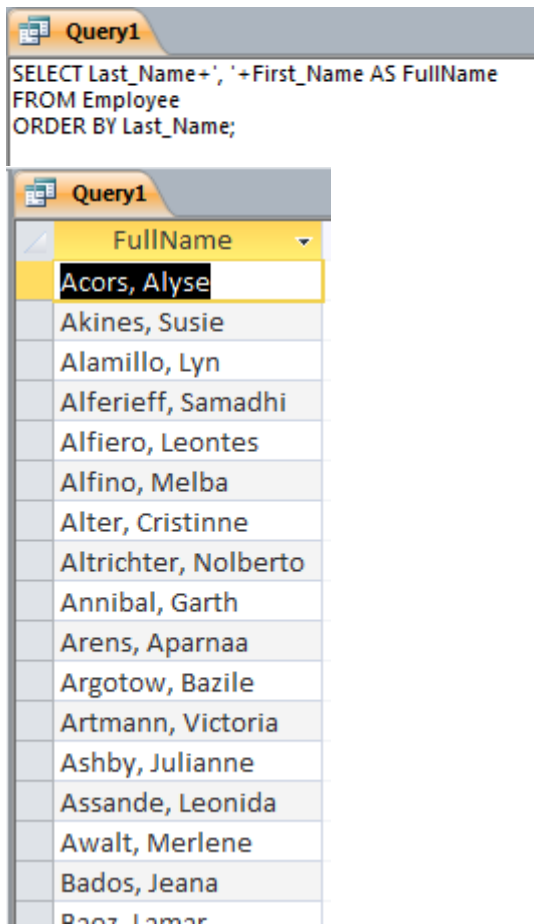 Query1
SELECT Last_Name+', '+First_Name AS FullName
FROM Employee
ORDER BY Last_Name;
Query1
FullName
Acors, Alyse
Akines, Susie
Alamillo, Lyn
Alferieff, Samadhi
Alfiero, Leontes
Alfino, Melba
Alter, Cristinne
Altrichter, Nolberto
Annibal, Garth
Arens, Aparnaa
Argotow, Bazile
Artmann, Victoria
Ashby, Julianne
Assande, Leonida
Awalt, Merlene
Bados, Jeana
Baez, Lamar